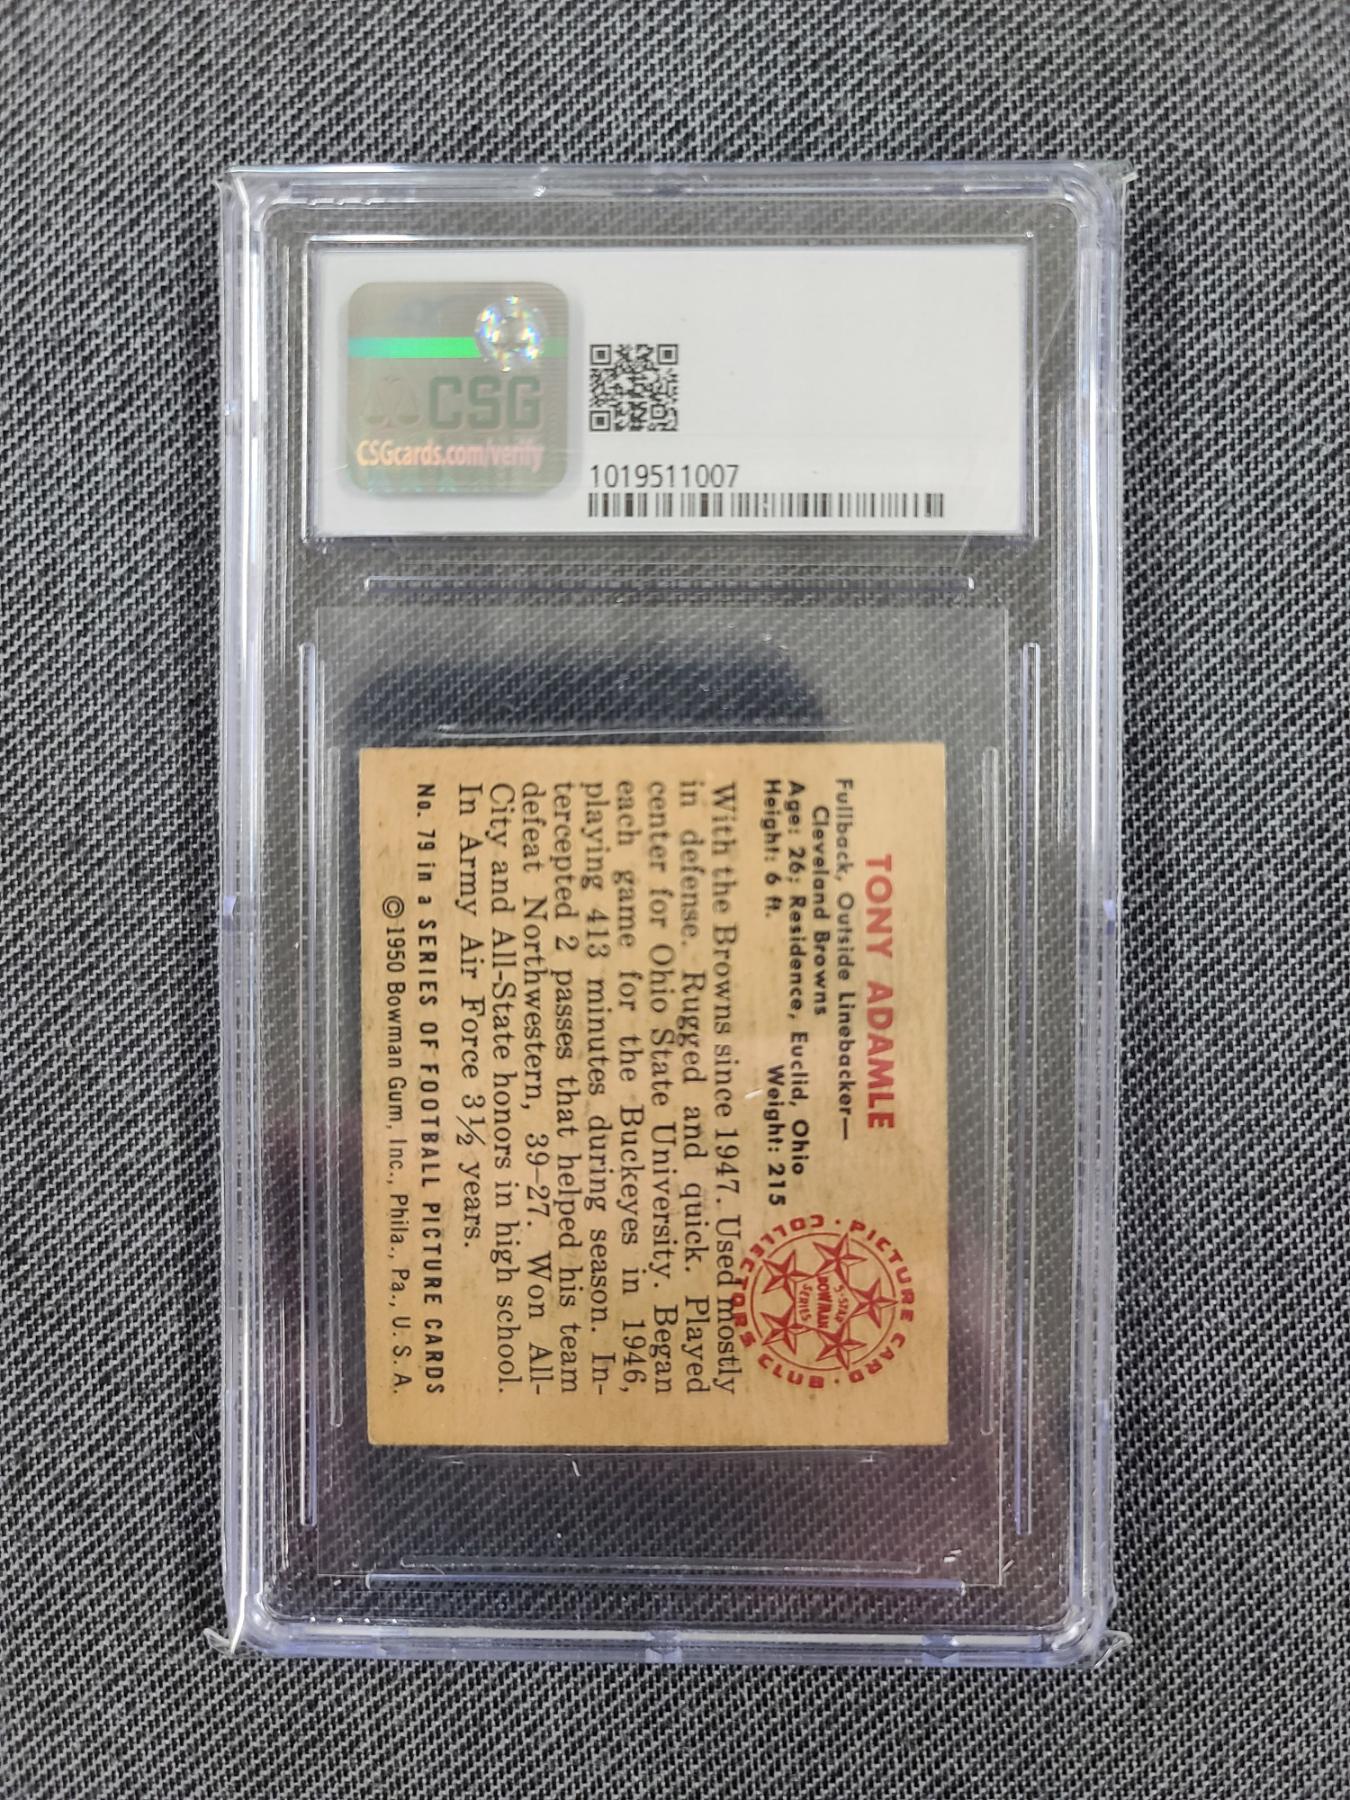 CSG
CSGcards.com/verify
1019511007
TONY ADAMLE
Fullback, Outside Linebacker—
Cleveland Browns
Age: 26; Residence, Euclid, Ohio
Height: 6 ft. Weight: 215
PICTURE CARD COLLECTORS CLUB
5-STAR
BOWMAN
SERIES
With the Browns since 1947. Used mostly
in defense. Rugged and quick. Played
center for Ohio State University. Began
each game for the Buckeyes in 1946,
playing 413 minutes during season. In-
tercepted 2 passes that helped his team
defeat Northwestern, 39–27. Won All-
City and All-State honors in high school.
In Army Air Force 3½ years.
No. 79 in a SERIES OF FOOTBALL PICTURE CARDS
©1950 Bowman Gum, Inc., Phila., Pa., U. S. A.